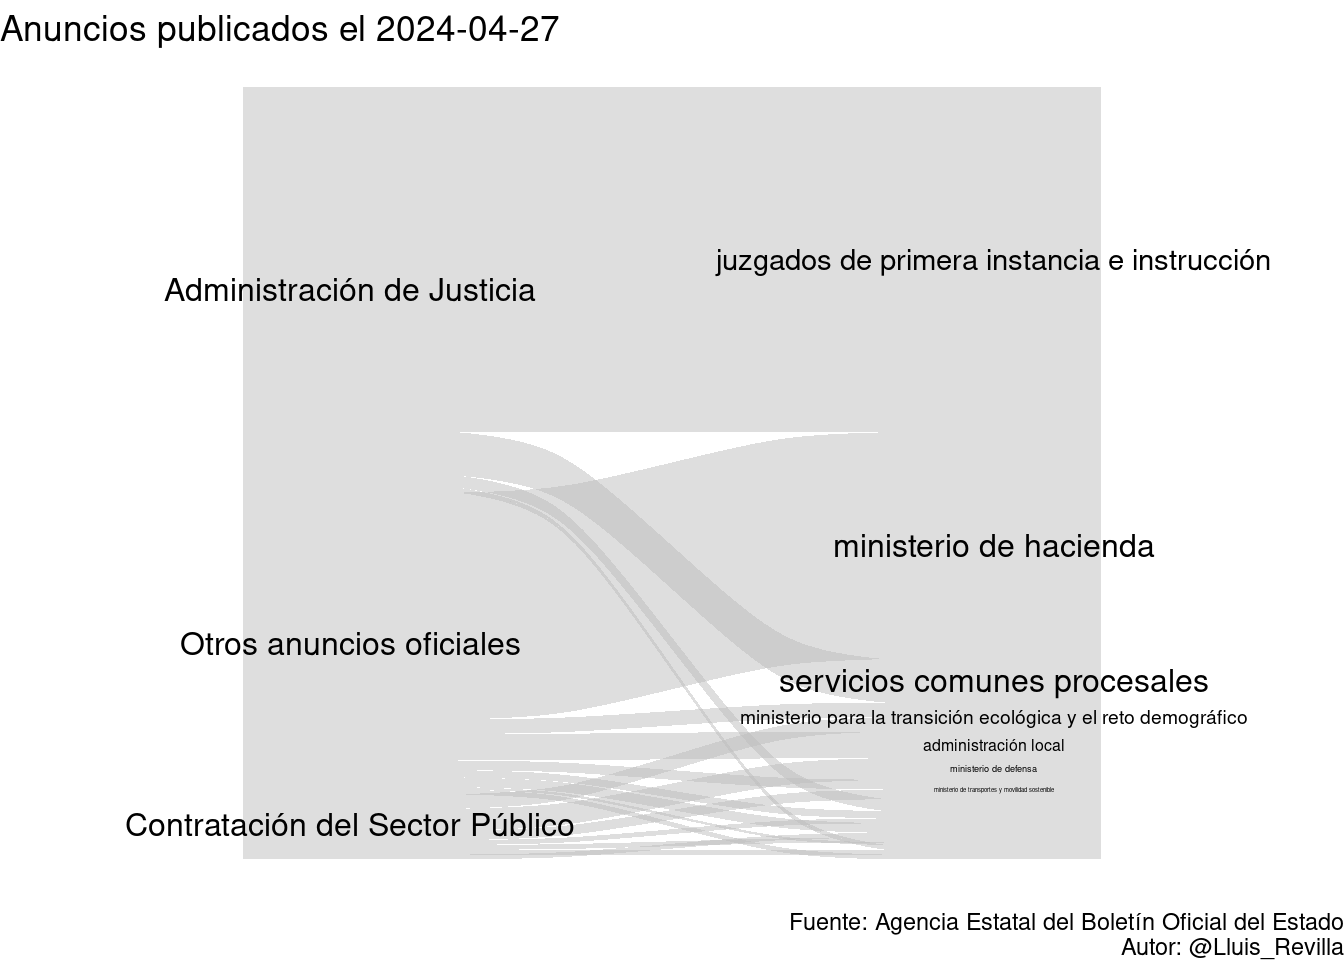 Anuncios publicados el 2024-04-27
juzgados de primera instancia e instrucción
Administración de Justicia
ministerio de hacienda
Otros anuncios oficiales
servicios comunes procesales
ministerio para la transición ecológica y el reto demográfico
administración local
ministerio de defensa
ministerio de transportes y movilidad sostenible
Contratación del Sector Público
Fuente: Agencia Estatal del Boletín Oficial del Estado
Autor: @Lluis_Revilla